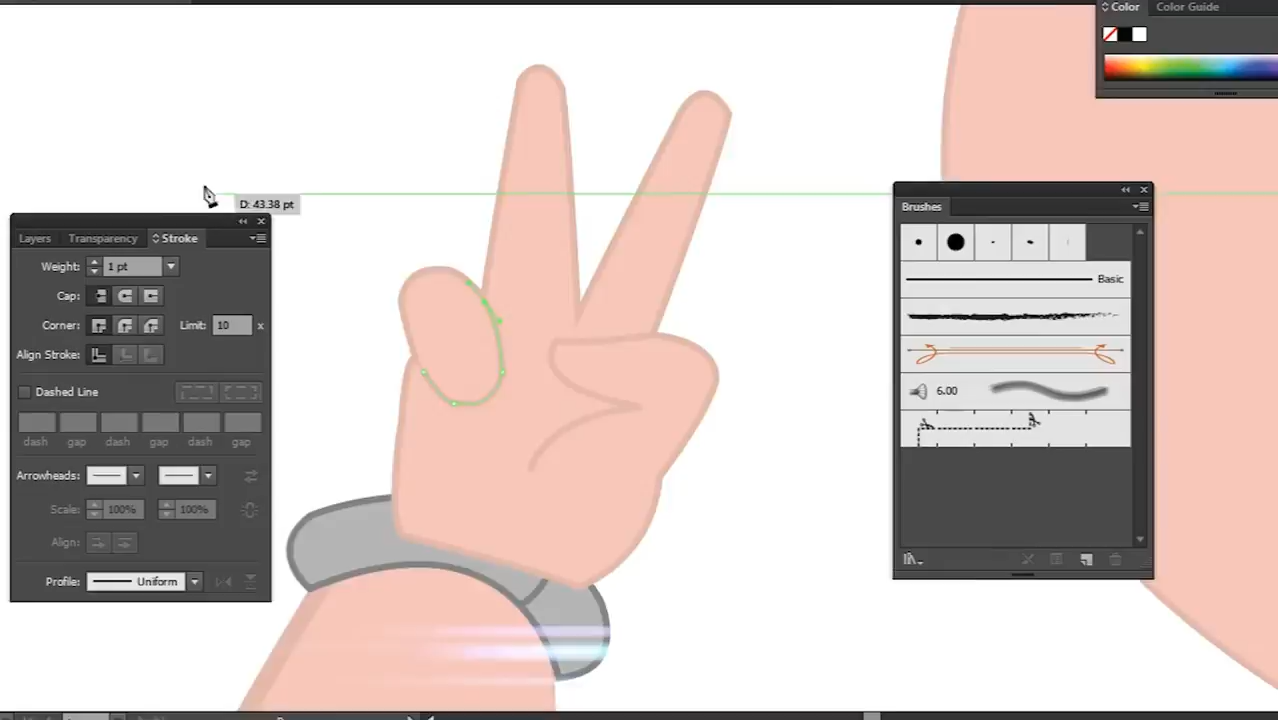 Color
Color Guide
D: 43.38 pt
Layers
Transparency
Stroke
Weight:
1 pt
Cap:
Corner:
Limit:
10
x
Align Stroke:
Dashed Line
dash
gap
dash
gap
dash
gap
Arrowheads:
Scale:
100%
100%
Align:
Profile:
Uniform
Brushes
Basic
6.00